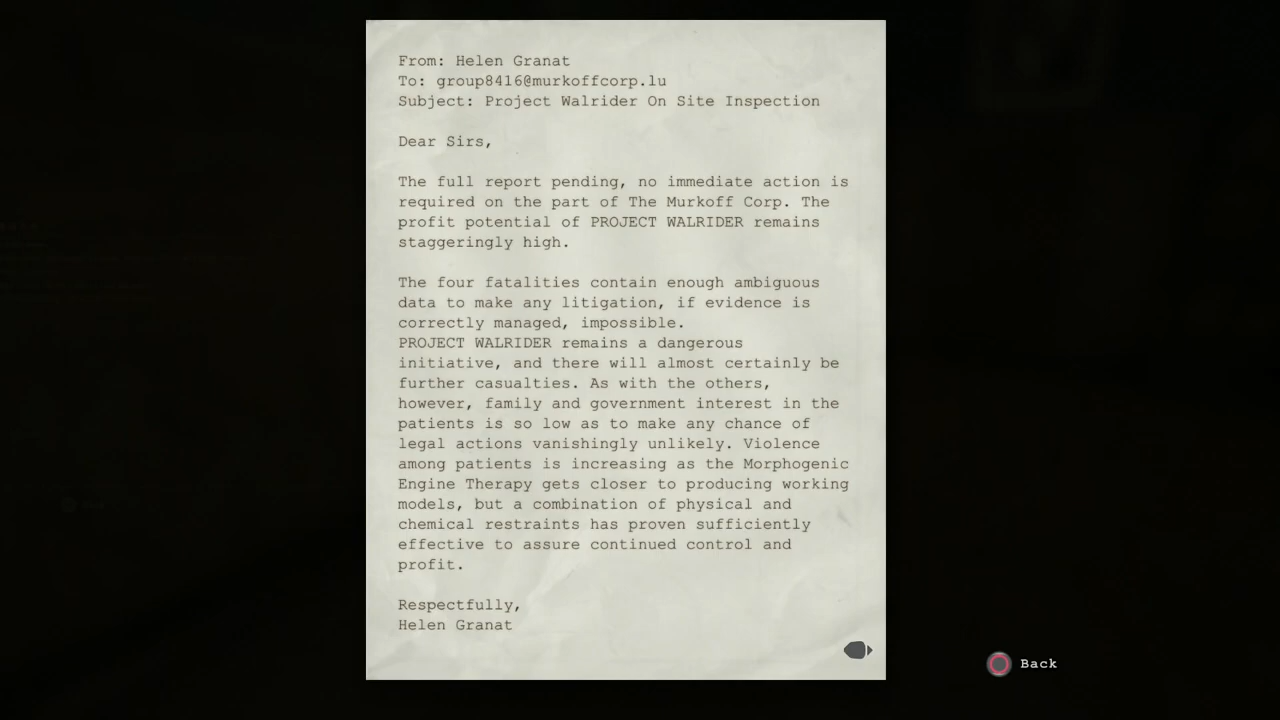 From: Helen Granat
To: group8416@murkoffcorp.lu
Subject: Project Walrider On Site Inspection
Dear Sirs,
The full report pending, no immediate action is
required on the part of The Murkoff Corp. The
profit potential of PROJECT WALRIDER remains
staggeringly high.
The four fatalities contain enough ambiguous
data to make any litigation, if evidence is
correctly managed, impossible.
PROJECT WALRIDER remains a dangerous
initiative, and there will almost certainly be
further casualties. As with the others,
however, family and government interest in the
patients is so low as to make any chance of
legal actions vanishingly unlikely. Violence
among patients is increasing as the Morphogenic
Engine Therapy gets closer to producing working
models, but a combination of physical and
chemical restraints has proven sufficiently
effective to assure continued control and
profit.
Respectfully,
Helen Granat
Back